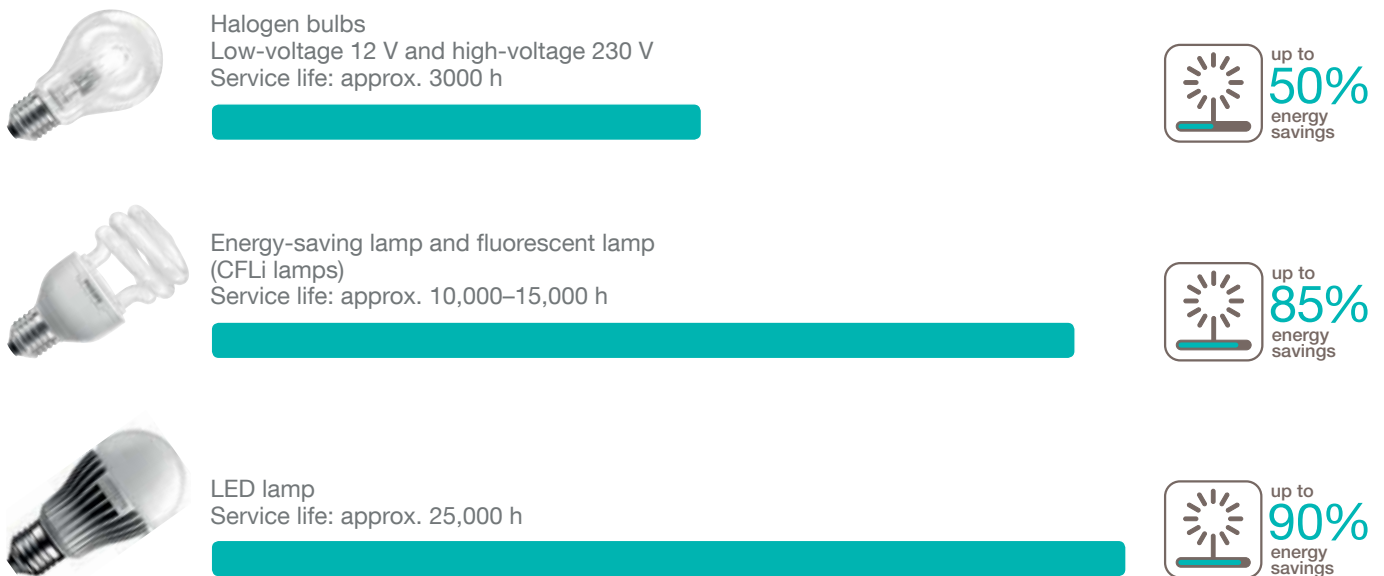 Halogen bulbs
Low-voltage 12 V and high-voltage 230 V
Service life: approx. 3000 h
up to
50%
energy
savings
Energy-saving lamp and fluorescent lamp
(CFLi lamps)
Service life: approx. 10,000–15,000 h
up to
85%
energy
savings
LED lamp
Service life: approx. 25,000 h
up to
90%
energy
savings